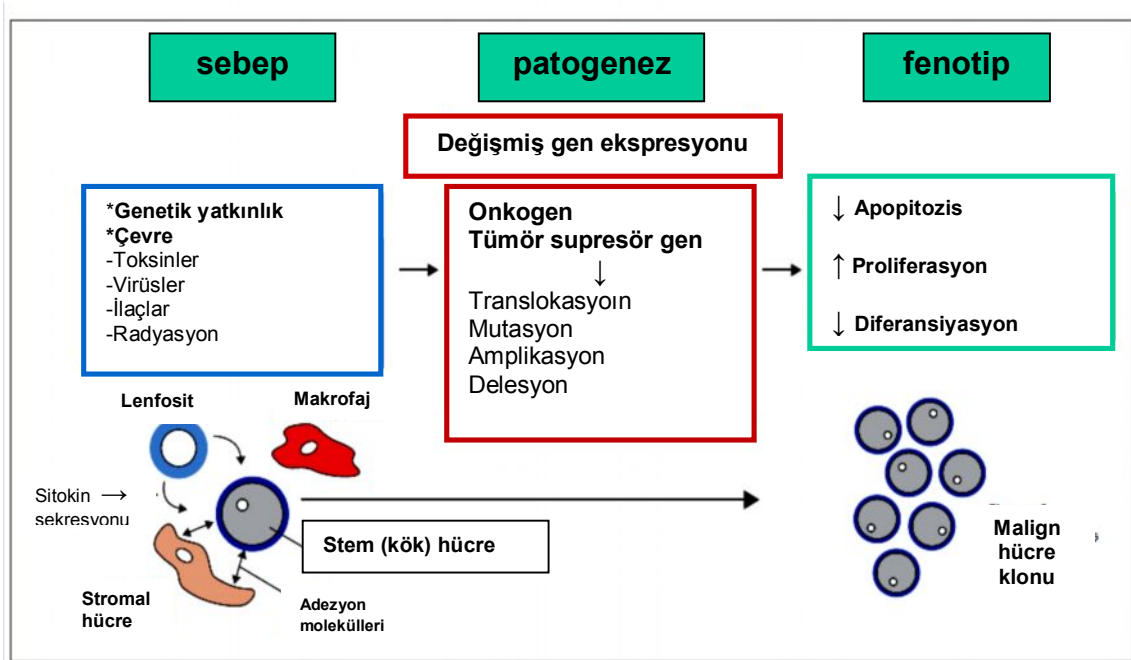 sebep
patogenez
fenotip
Değişmiş gen ekspresyonu
*Genetik yatkınlık
*Çevre
-Toksinler
-Virüsler
-İlaçlar
-Radyasyon
Onkogen
Tümör supresör gen
↓
Translokasyoın
Mutasyon
Amplikasyon
Delesyon
↓ Apopitozis
↑ Proliferasyon
↓ Diferansiyasyon
Lenfosit
Makrofaj
Sitokin →
sekresyonu
Stem (kök) hücre
Stromal
hücre
Adezyon
molekülleri
Malign
hücre
klonu